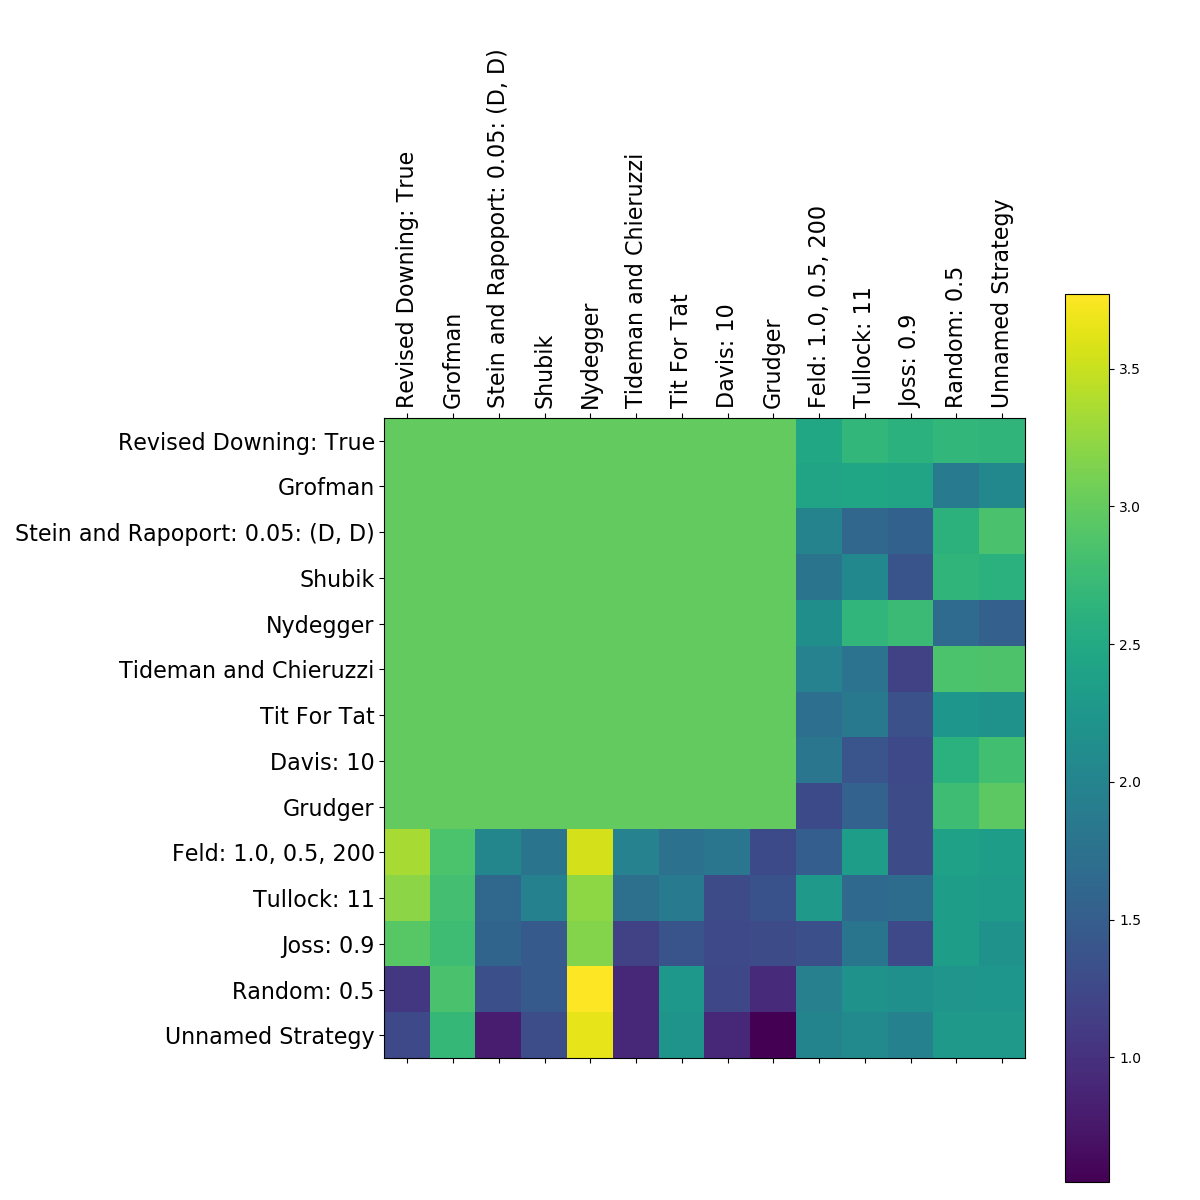 Revised Downing: True
Grofman
Stein and Rapoport: 0.05: (D, D)
Shubik
Nydegger
Tideman and Chieruzzi
Tit For Tat
Davis: 10
Grudger
Feld: 1.0, 0.5, 200
Tullock: 11
Joss: 0.9
Random: 0.5
Unnamed Strategy
Revised Downing: True
Grofman
Stein and Rapoport: 0.05: (D, D)
Shubik
Nydegger
Tideman and Chieruzzi
Tit For Tat
Davis: 10
Grudger
Feld: 1.0, 0.5, 200
Tullock: 11
Joss: 0.9
Random: 0.5
Unnamed Strategy
3.5
3.0
2.5
2.0
1.5
1.0